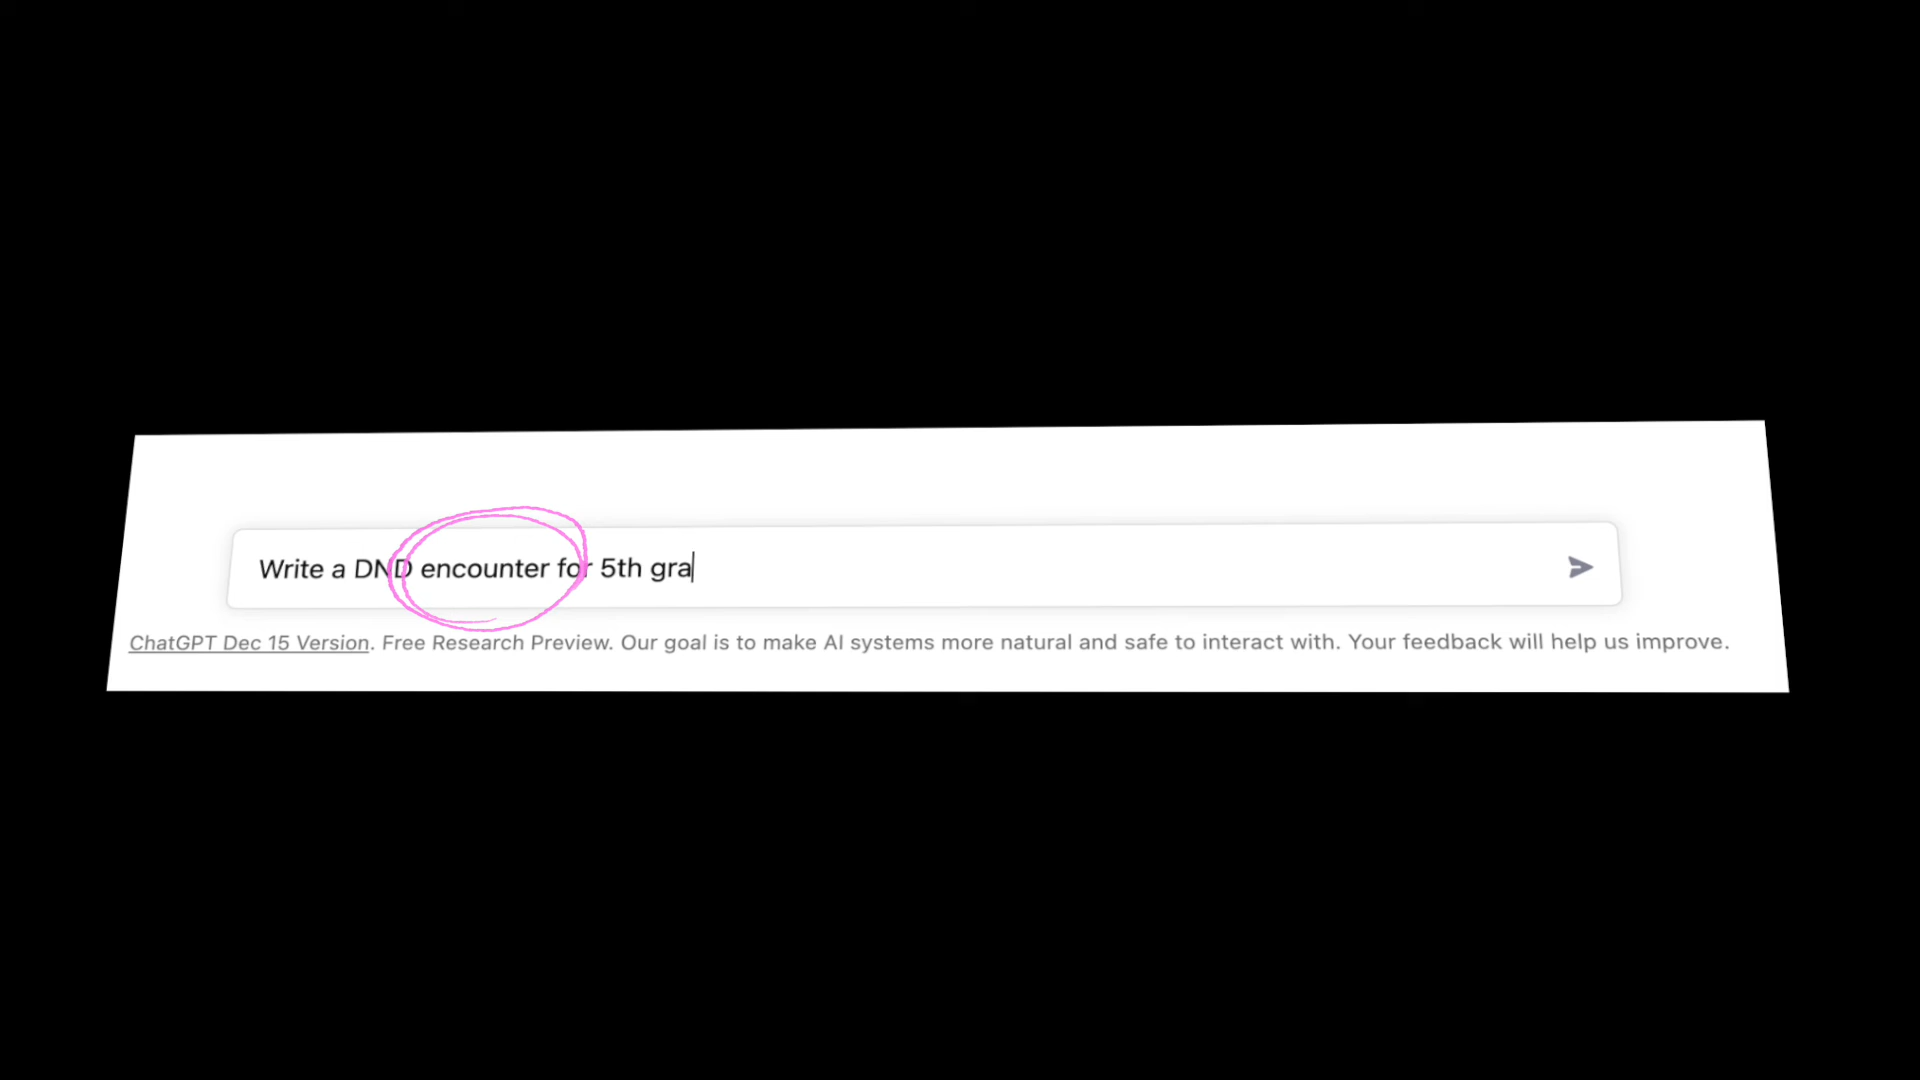 Write a DND encounter for 5th gra
ChatGPT Dec 15 Version. Free Research Preview. Our goal is to make AI systems more natural and safe to interact with. Your feedback will help us improve.